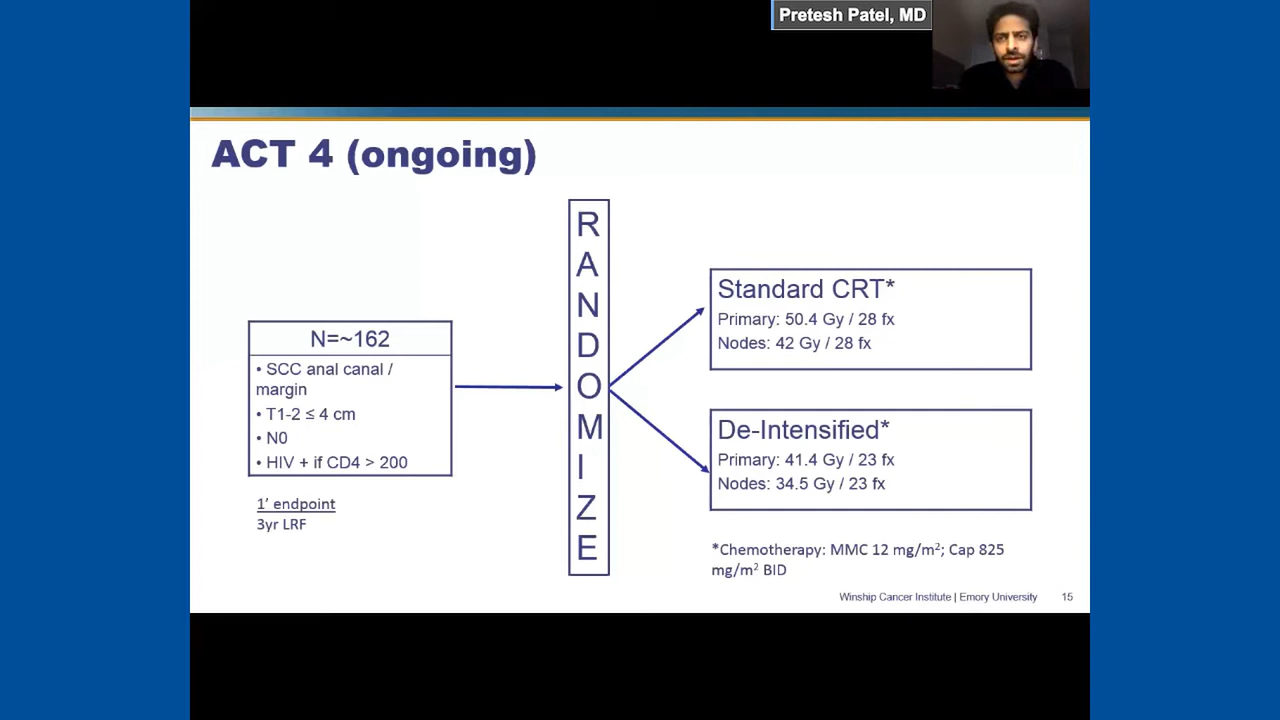 Pretesh Patel, MD
ACT 4 (ongoing)
N=~162
• SCC anal canal /
margin
• T1-2 ≤ 4 cm
• N0
• HIV + if CD4 > 200
1’ endpoint
3yr LRF
R
A
N
D
O
M
I
Z
E
Standard CRT*
Primary: 50.4 Gy / 28 fx
Nodes: 42 Gy / 28 fx
De-Intensified*
Primary: 41.4 Gy / 23 fx
Nodes: 34.5 Gy / 23 fx
*Chemotherapy: MMC 12 mg/m²; Cap 825
mg/m² BID
Winship Cancer Institute | Emory University 15